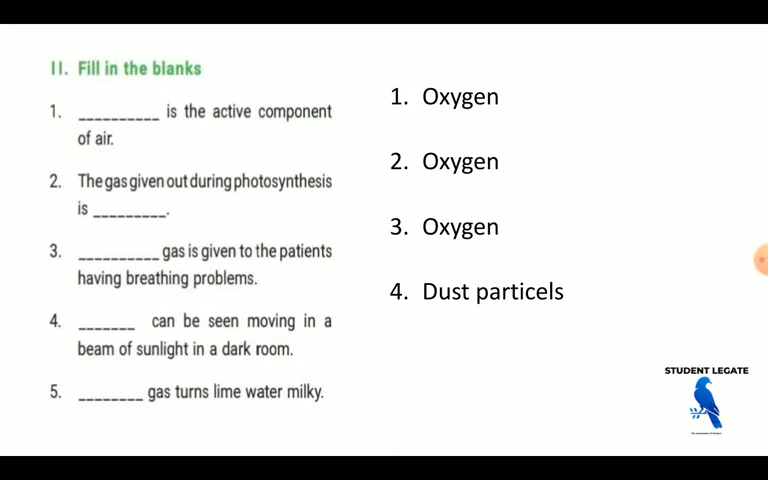 II. Fill in the blanks
1. __________ is the active component
of air.
2. The gas given out during photosynthesis
is _________.
3. __________ gas is given to the patients
having breathing problems.
4. _______ can be seen moving in a
beam of sunlight in a dark room.
5. ________ gas turns lime water milky.
1. Oxygen
2. Oxygen
3. Oxygen
4. Dust particels
STUDENT LEGATE